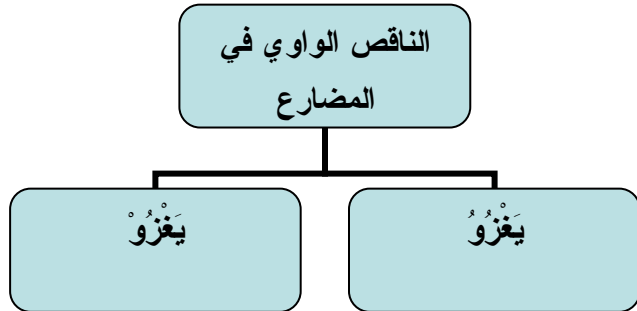 الناقص الواوي في
المضارع
يَغْزُوُ
يَغْزُوْ